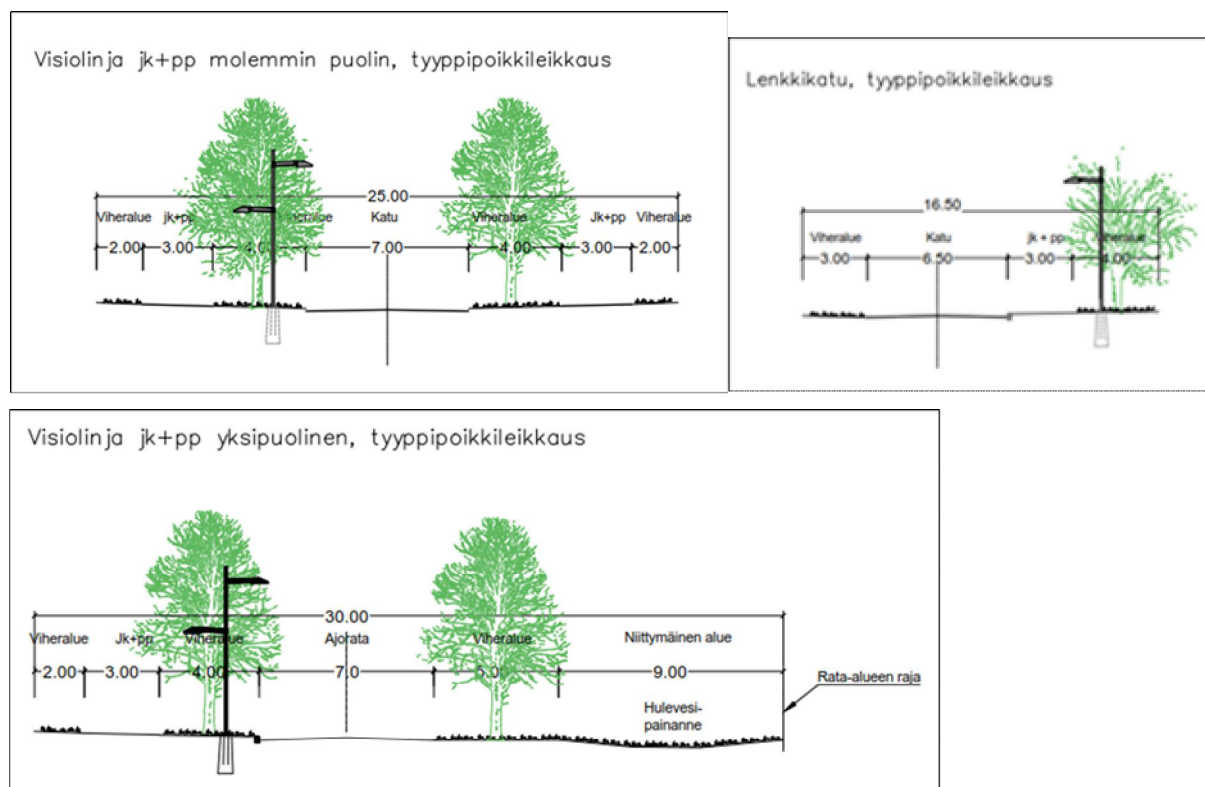 Visiolinja jk+pp molemmin puolin, tyyppipoikkileikkaus
25.00
Viheralue jk+pp Viheralue Katu Viheralue Jk+pp Viheralue
2.00 3.00 4.00 7.00 4.00 3.00 2.00
Lenkkikatu, tyyppipoikkileikkaus
16.50
Viheralue Katu jk + pp Viheralue
3.00 6.50 3.00 4.00
Visiolinja jk+pp yksipuolinen, tyyppipoikkileikkaus
30.00
Viheralue Jk+pp Viheralue Ajorata Viheralue Niittymäinen alue
2.00 3.00 4.00 7.0 5.00 9.00
Rata-alueen raja
Hulevesi-
painanne